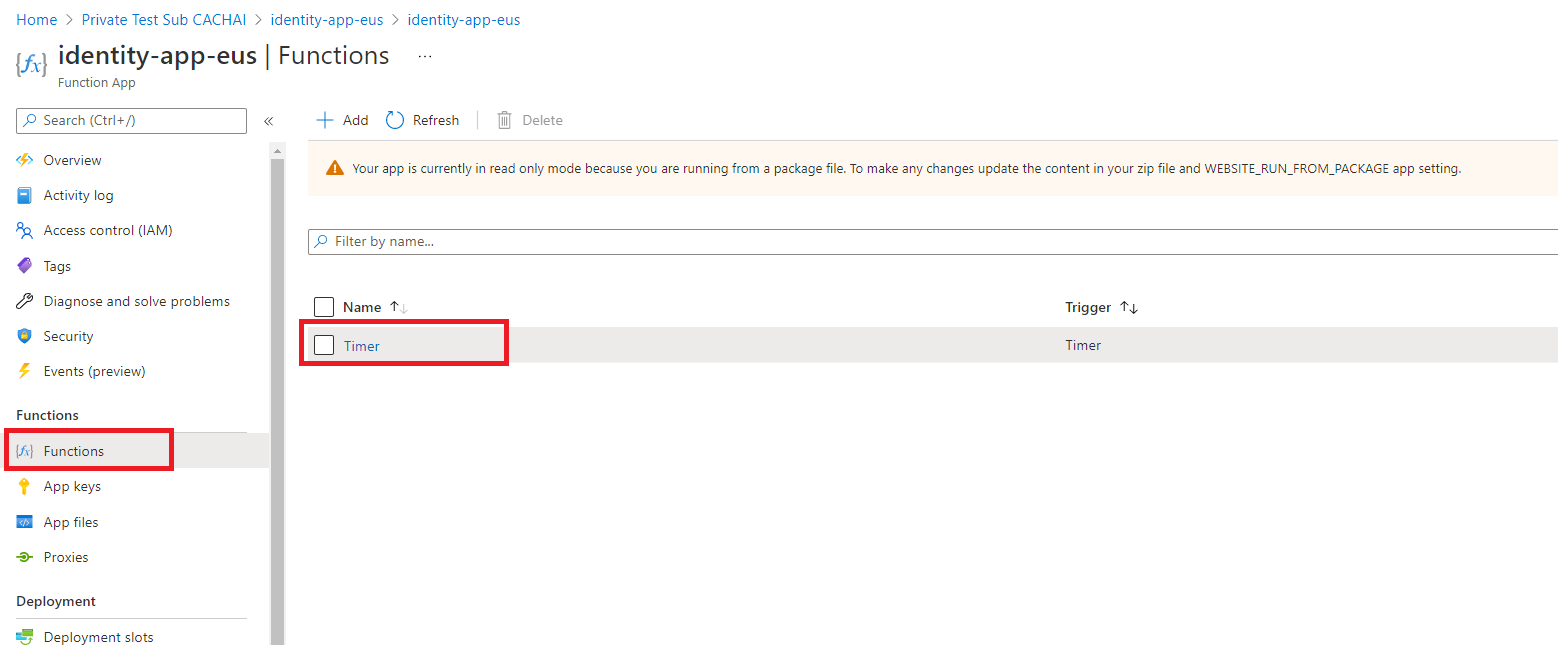 Home > Private Test Sub CACHAI > identity-app-eus > identity-app-eus
{fx} identity-app-eus | Functions ...
Function App
Search (Ctrl+/) «
Overview
Activity log
Access control (IAM)
Tags
Diagnose and solve problems
Security
Events (preview)
Functions
{fx} Functions
App keys
App files
Proxies
Deployment
Deployment slots
+ Add Refresh | Delete
Your app is currently in read only mode because you are running from a package file. To make any changes update the content in your zip file and WEBSITE_RUN_FROM_PACKAGE app setting.
Filter by name...
Name ↑↓ Trigger ↑↓
Timer Timer